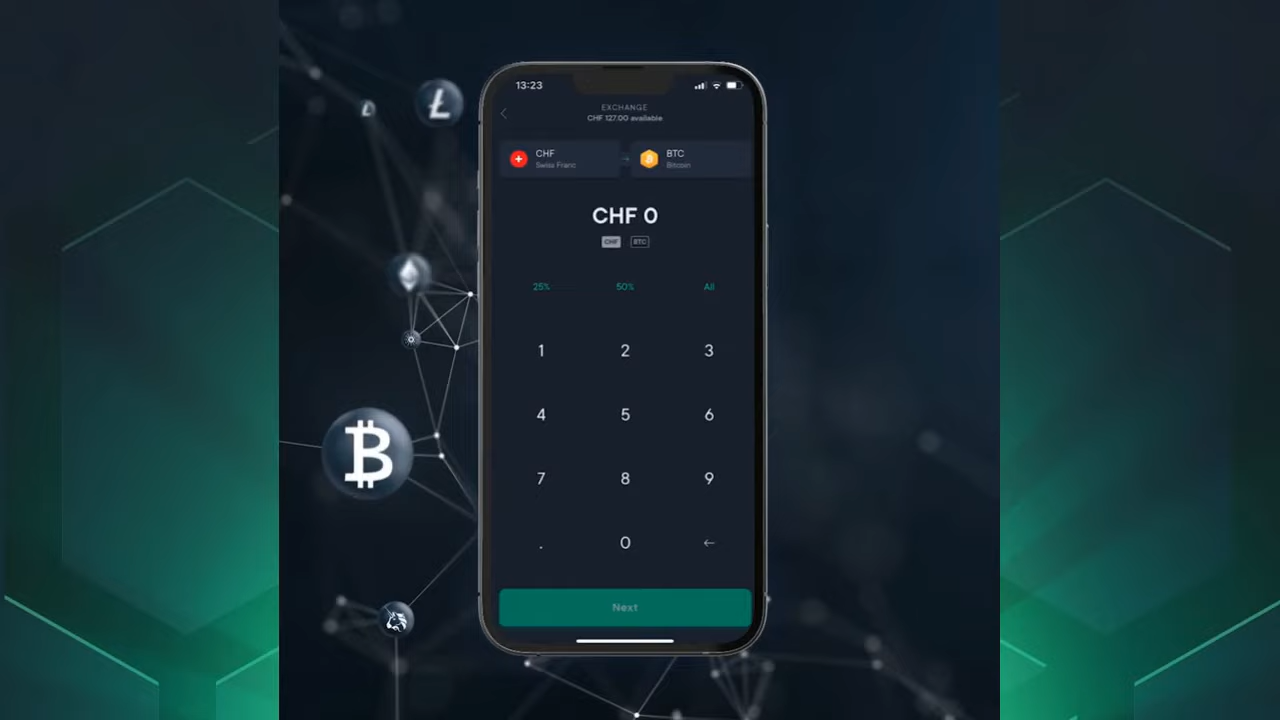 13:23
EXCHANGE
CHF 127.00 available
CHF
Swiss Franc
→
BTC
Bitcoin
CHF 0
CHF BTC
25% 50% All
1 2 3
4 5 6
7 8 9
. 0 ←
Next